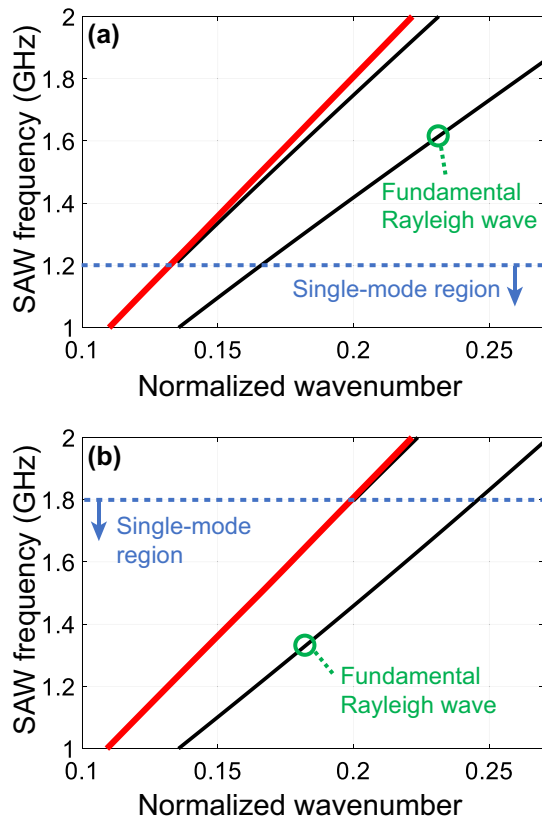 (a)
2
1.8
1.6
1.4
1.2
1
SAW frequency (GHz)
Fundamental
Rayleigh wave
Single-mode region
0.1
0.15
0.2
0.25
Normalized wavenumber
(b)
2
1.8
1.6
1.4
1.2
1
SAW frequency (GHz)
Single-mode
region
Fundamental
Rayleigh wave
0.1
0.15
0.2
0.25
Normalized wavenumber